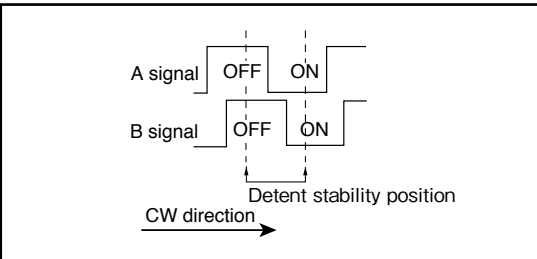 A signal OFF ON
B signal OFF ON
Detent stability position
CW direction